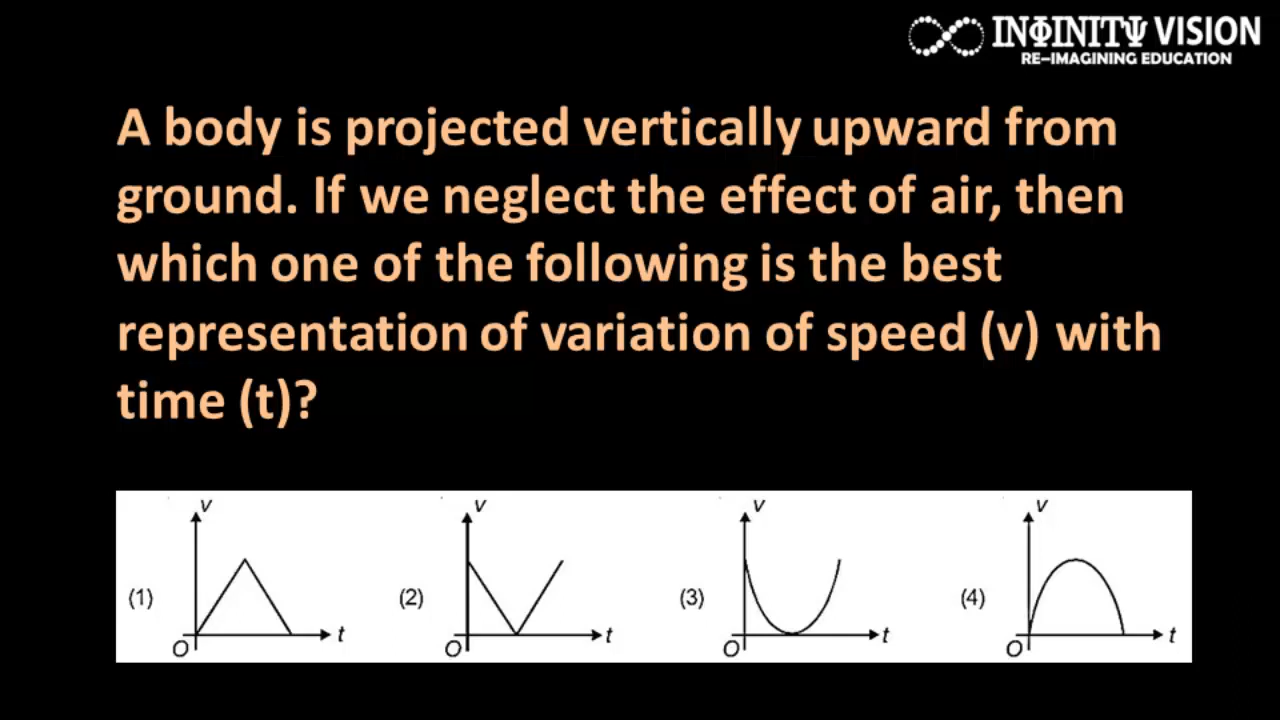 INΦINITΨ VISION
RE-IMAGINING EDUCATION
A body is projected vertically upward from
ground. If we neglect the effect of air, then
which one of the following is the best
representation of variation of speed (v) with
time (t)?
(1) v O t
(2) v O t
(3) v O t
(4) v O t